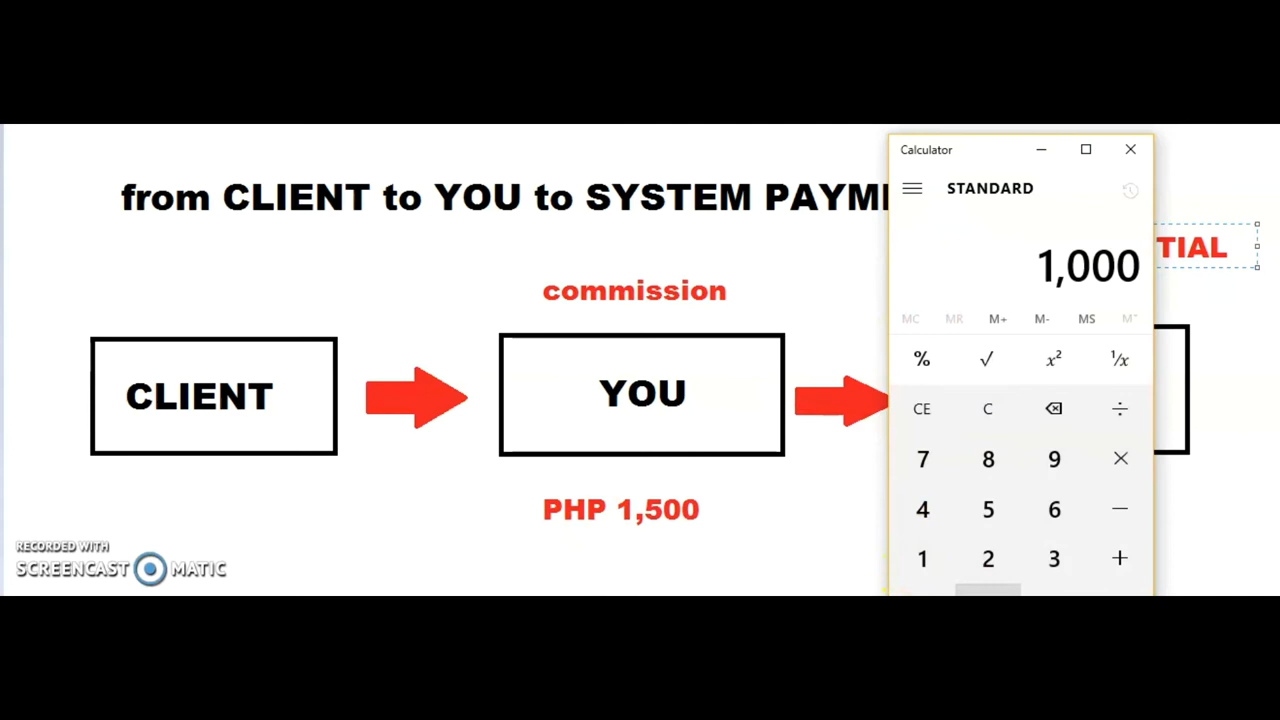 Calculator
STANDARD
from CLIENT to YOU to SYSTEM
TIAL
1,000
commission
MC MR M+ M- MS
% √ x² ¹/x
CLIENT
YOU
CE C ÷
7 8 9 ×
4 5 6 −
PHP 1,500
1 2 3 +
RECORDED WITH
SCREENCAST MATIC